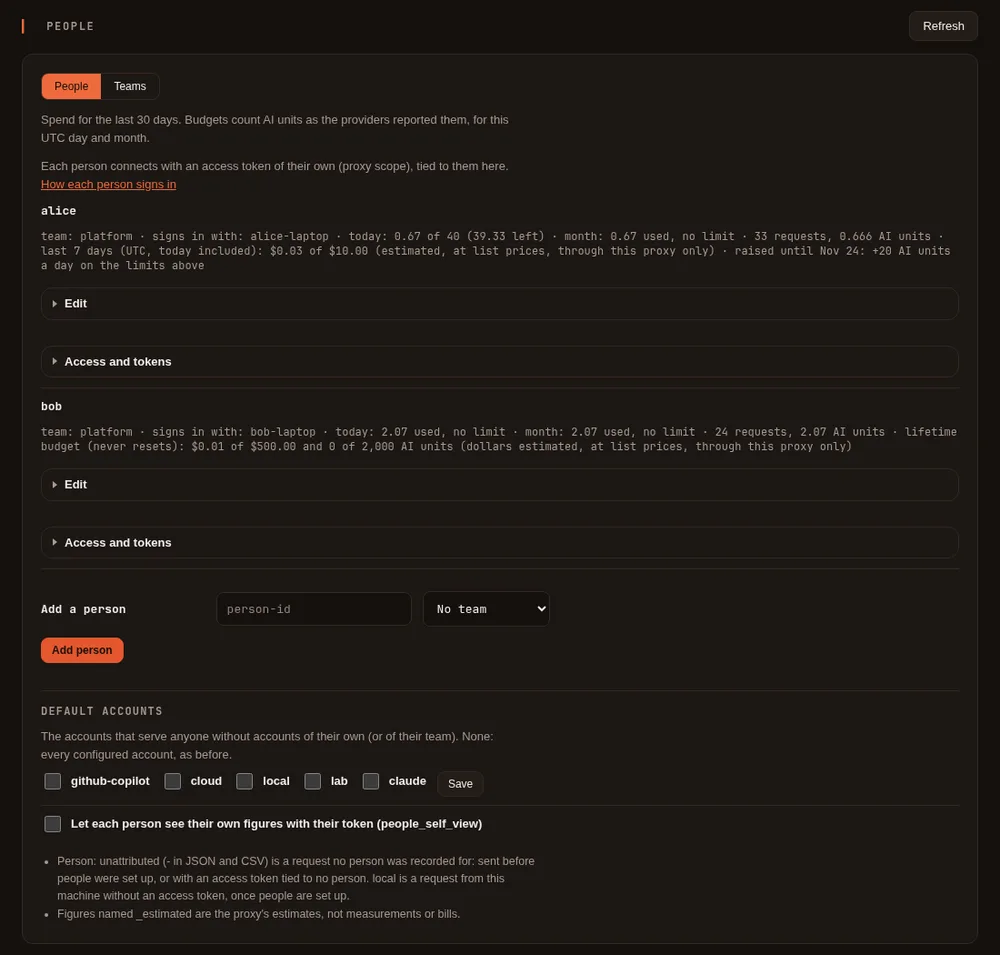 PEOPLE
Refresh
People
Teams
Spend for the last 30 days. Budgets count AI units as the providers reported them, for this
UTC day and month.
Each person connects with an access token of their own (proxy scope), tied to them here.
How each person signs in
alice
team: platform · signs in with: alice-laptop · today: 0.67 of 40 (39.33 left) · month: 0.67 used, no limit · 33 requests, 0.666 AI units ·
last 7 days (UTC, today included): $0.03 of $10.00 (estimated, at list prices, through this proxy only) · raised until Nov 24: +20 AI units
a day on the limits above
Edit
Access and tokens
bob
team: platform · signs in with: bob-laptop · today: 2.07 used, no limit · month: 2.07 used, no limit · 24 requests, 2.07 AI units · lifetime
budget (never resets): $0.01 of $500.00 and 0 of 2,000 AI units (dollars estimated, at list prices, through this proxy only)
Edit
Access and tokens
Add a person
person-id
No team
Add person
DEFAULT ACCOUNTS
The accounts that serve anyone without accounts of their own (or of their team). None:
every configured account, as before.
github-copilot
cloud
local
lab
claude
Save
Let each person see their own figures with their token (people_self_view)
• Person: unattributed (- in JSON and CSV) is a request no person was recorded for: sent before
people were set up, or with an access token tied to no person. local is a request from this
machine without an access token, once people are set up.
• Figures named _estimated are the proxy's estimates, not measurements or bills.